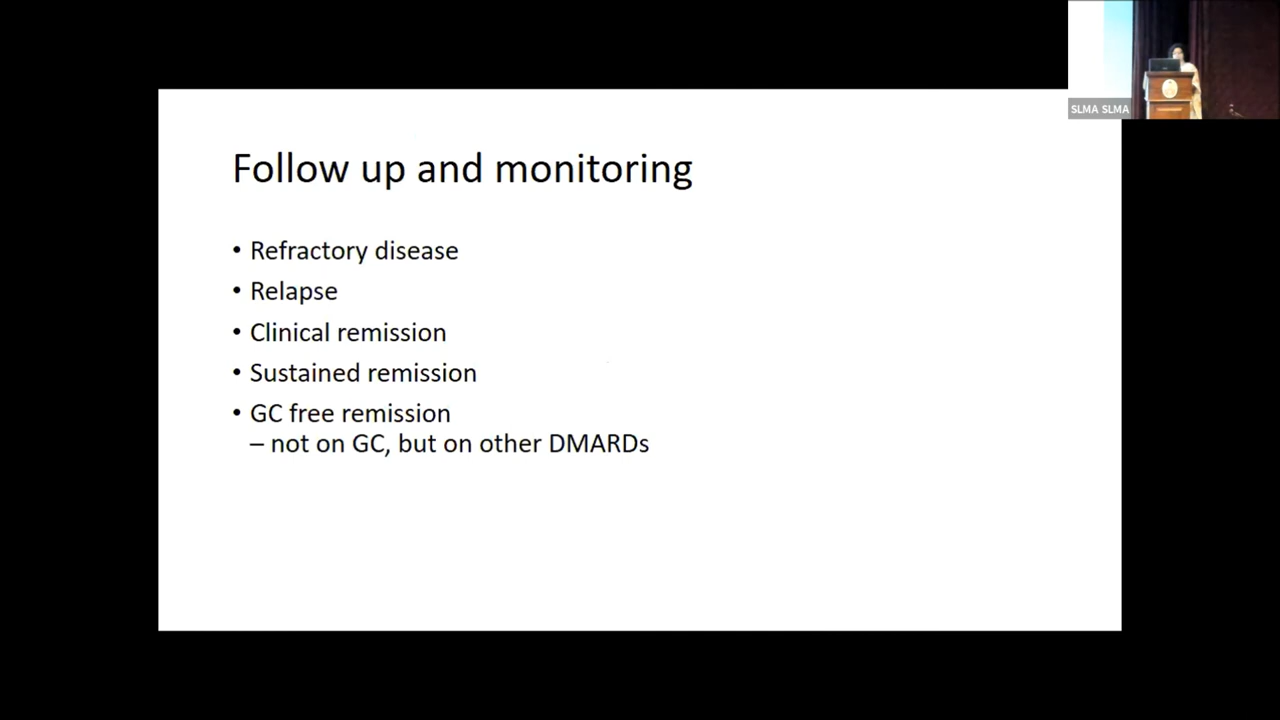 SLMA SLMA
Follow up and monitoring
• Refractory disease
• Relapse
• Clinical remission
• Sustained remission
• GC free remission
– not on GC, but on other DMARDs